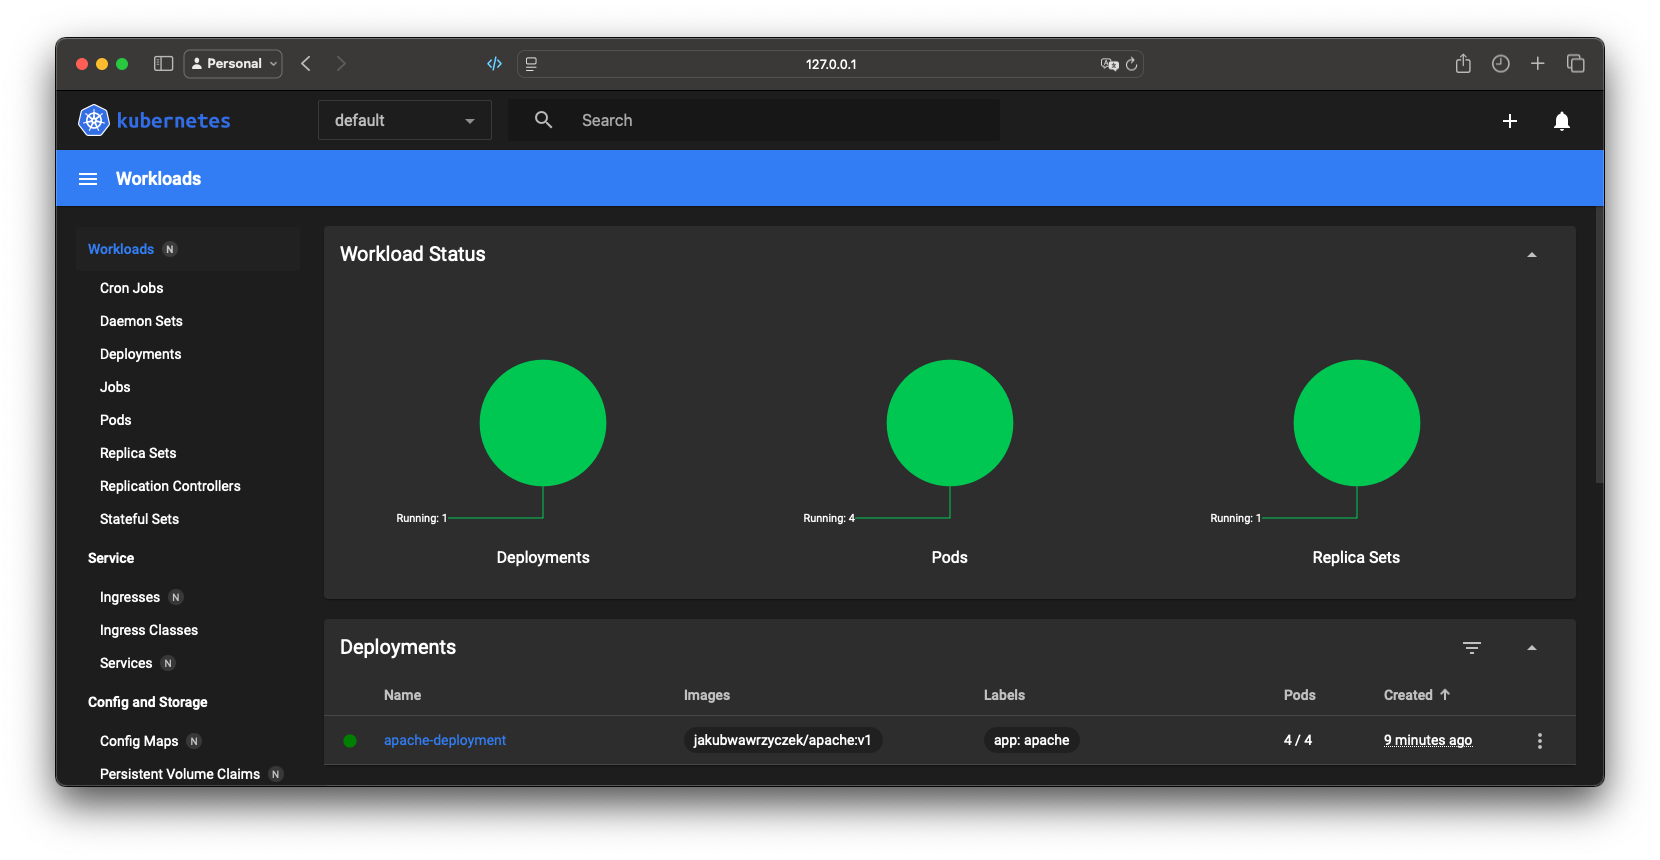 Personal
127.0.0.1
kubernetes
default
Search
Workloads
Workloads N
Cron Jobs
Daemon Sets
Deployments
Jobs
Pods
Replica Sets
Replication Controllers
Stateful Sets
Service
Ingresses N
Ingress Classes
Services N
Config and Storage
Config Maps N
Persistent Volume Claims N
Workload Status
Running: 1
Deployments
Running: 4
Pods
Running: 1
Replica Sets
Deployments
Name Images Labels Pods Created
apache-deployment jakubwawrzyczek/apache:v1 app: apache 4 / 4 9 minutes ago